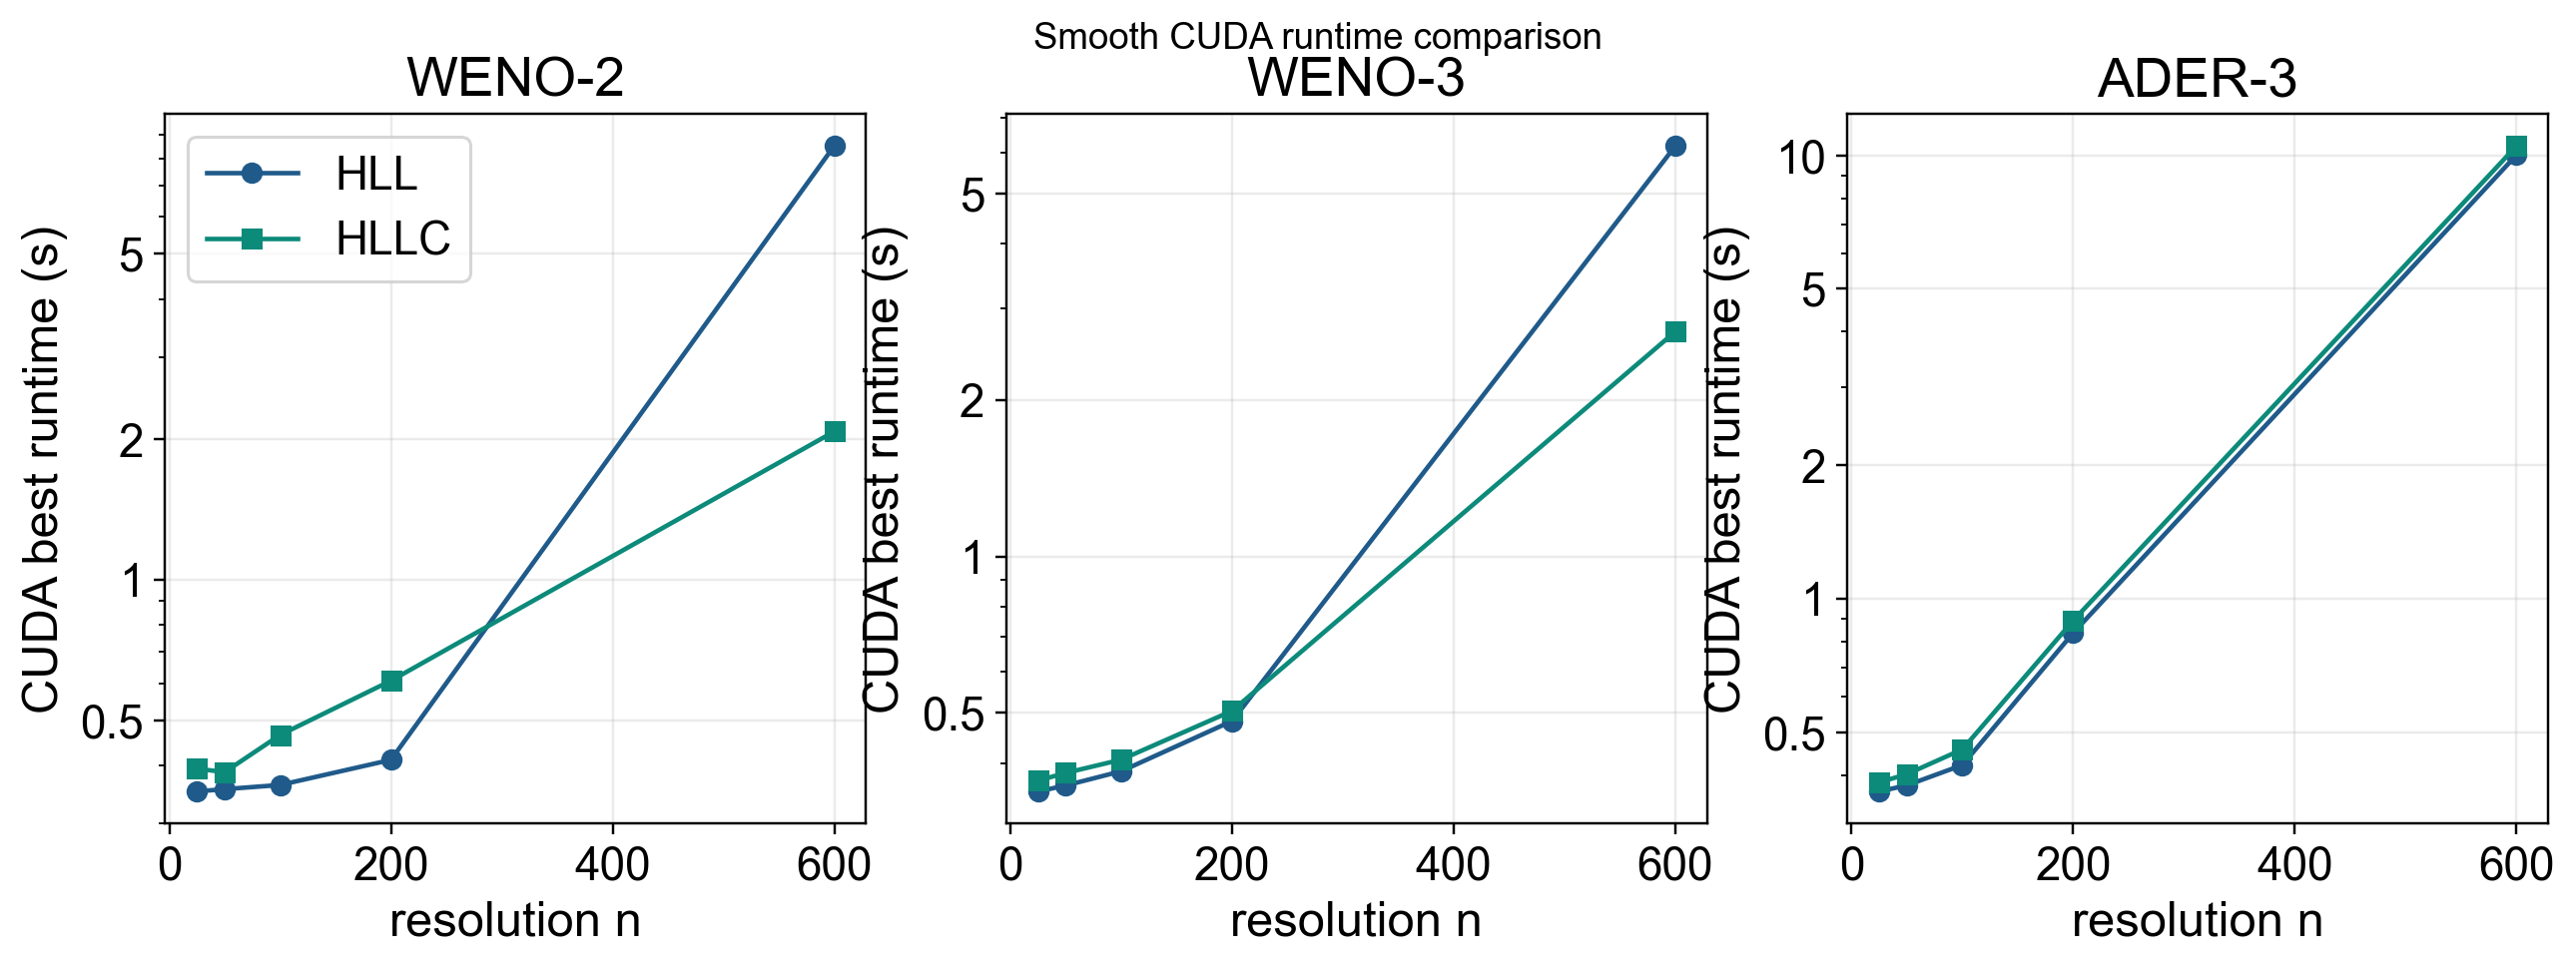 Smooth CUDA runtime comparison
WENO-2
HLL
HLLC
CUDA best runtime (s)
5
2
1
0.5
0
200
400
600
resolution n
WENO-3
CUDA best runtime (s)
5
2
1
0.5
0
200
400
600
resolution n
ADER-3
CUDA best runtime (s)
10
5
2
1
0.5
0
200
400
600
resolution n